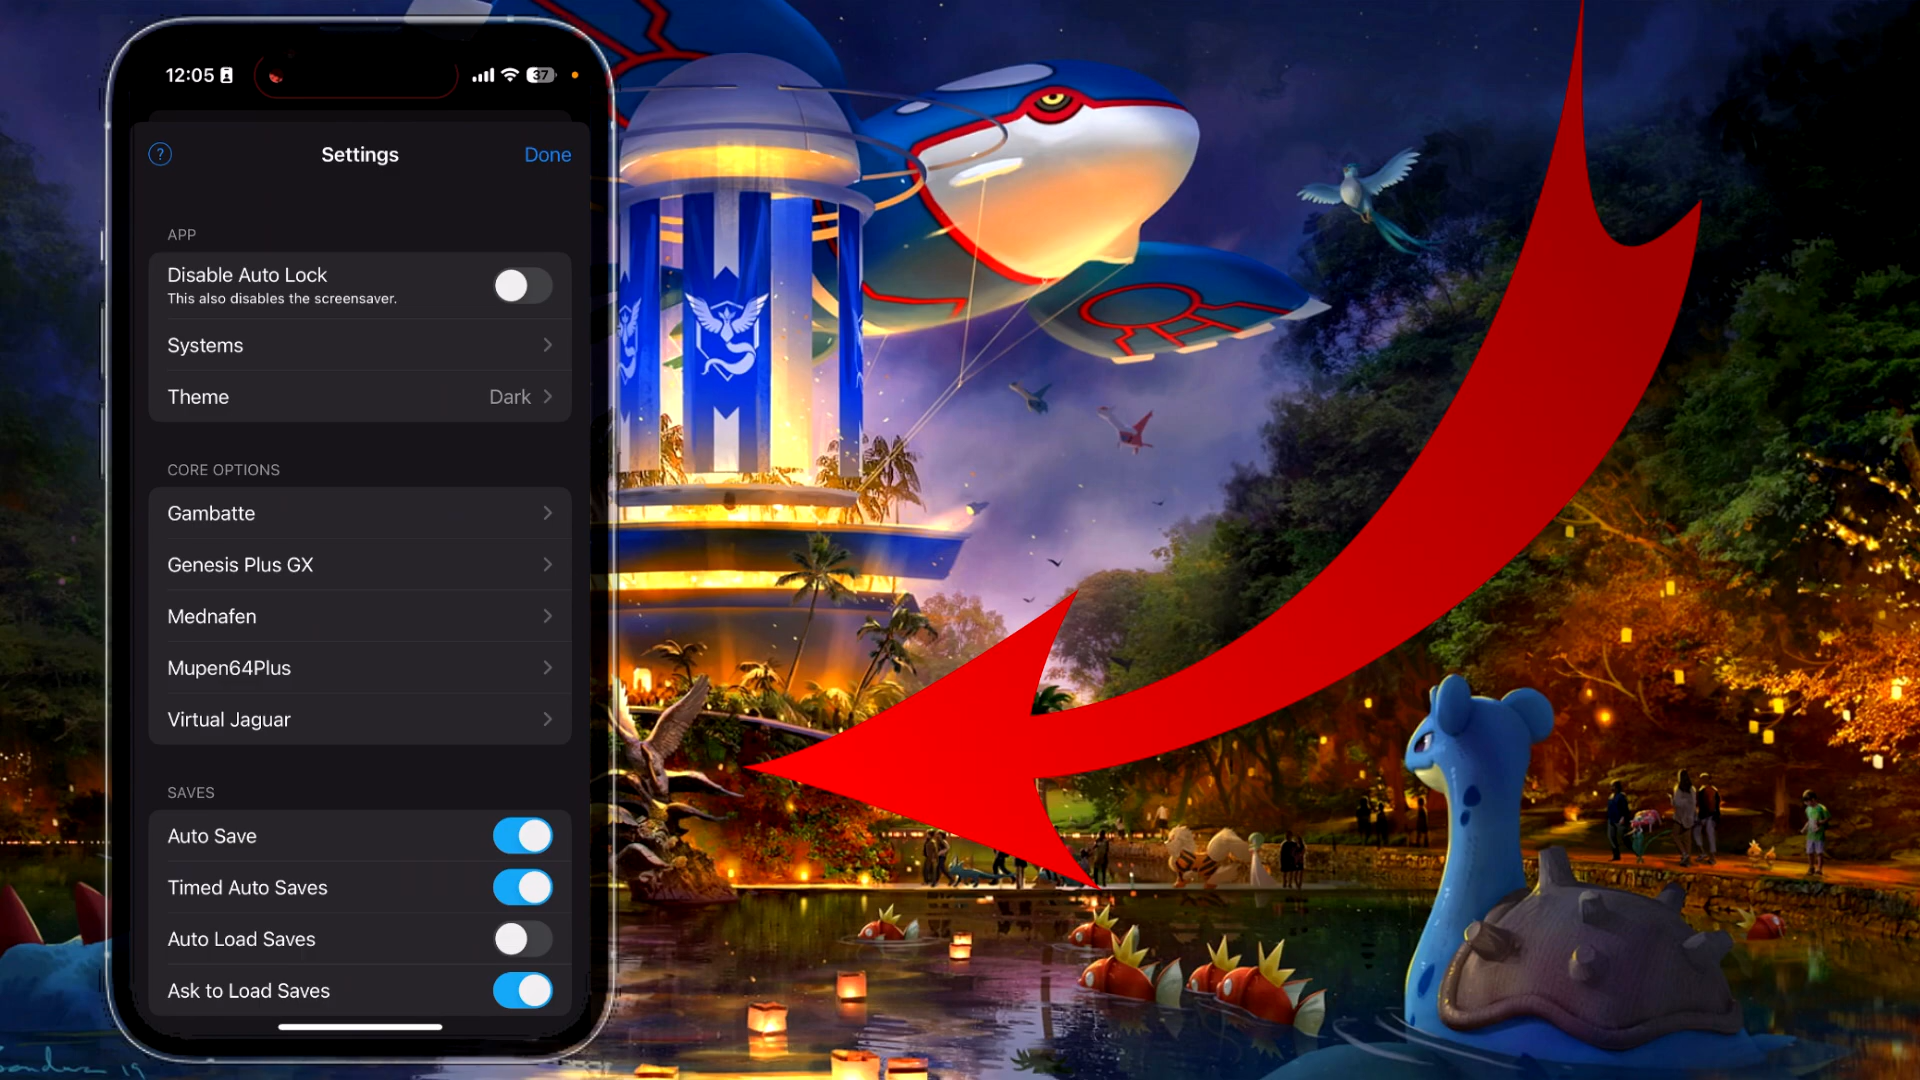 12:05
37
?
Settings
Done
APP
Disable Auto Lock
This also disables the screensaver.
Systems
Theme
Dark
CORE OPTIONS
Gambatte
Genesis Plus GX
Mednafen
Mupen64Plus
Virtual Jaguar
SAVES
Auto Save
Timed Auto Saves
Auto Load Saves
Ask to Load Saves